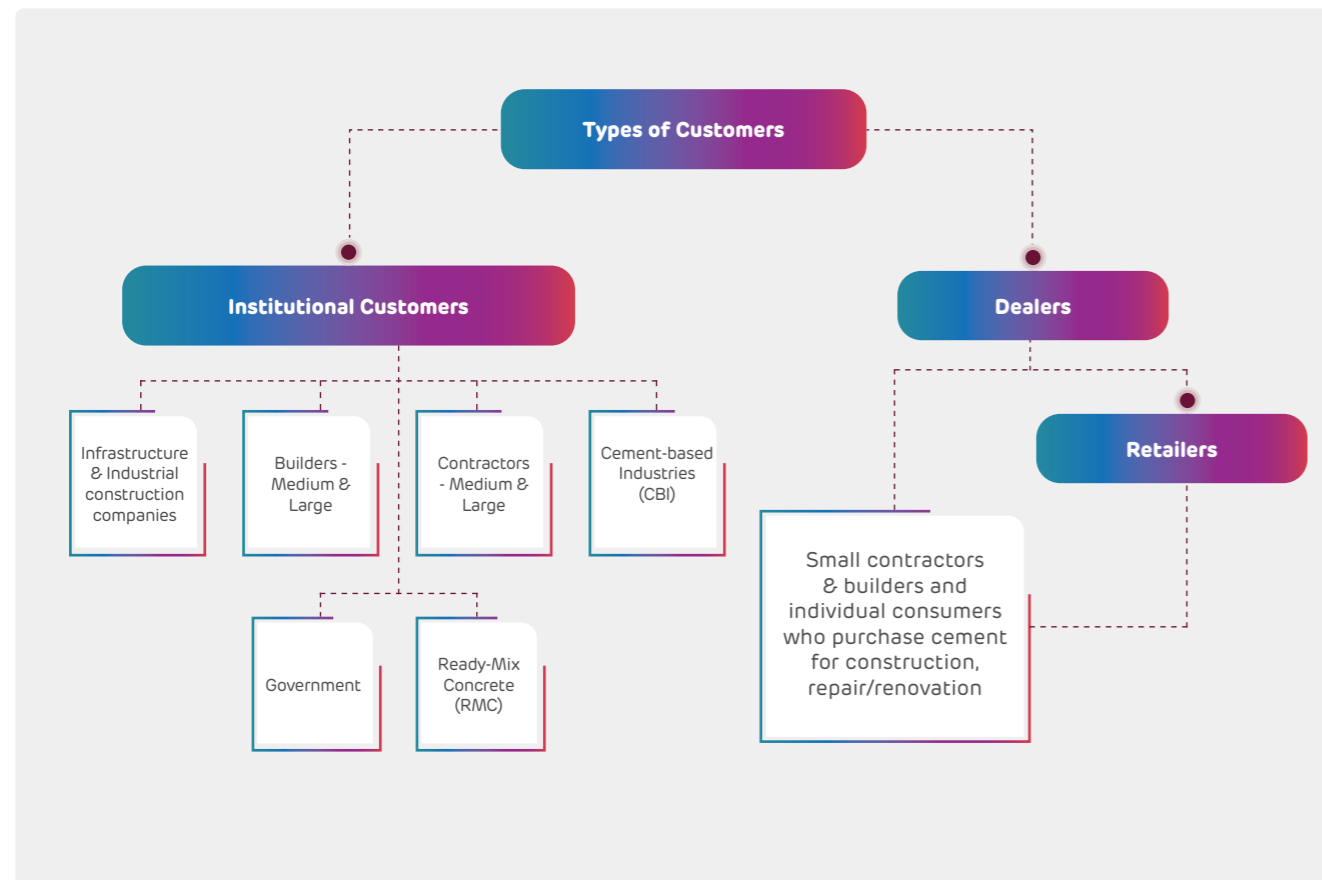 Types of Customers
Institutional Customers
Dealers
Infrastructure
& Industrial
construction
companies
Builders -
Medium &
Large
Contractors
- Medium &
Large
Cement-based
Industries
(CBI)
Retailers
Small contractors
& builders and
individual consumers
who purchase cement
for construction,
repair/renovation
Government
Ready-Mix
Concrete
(RMC)